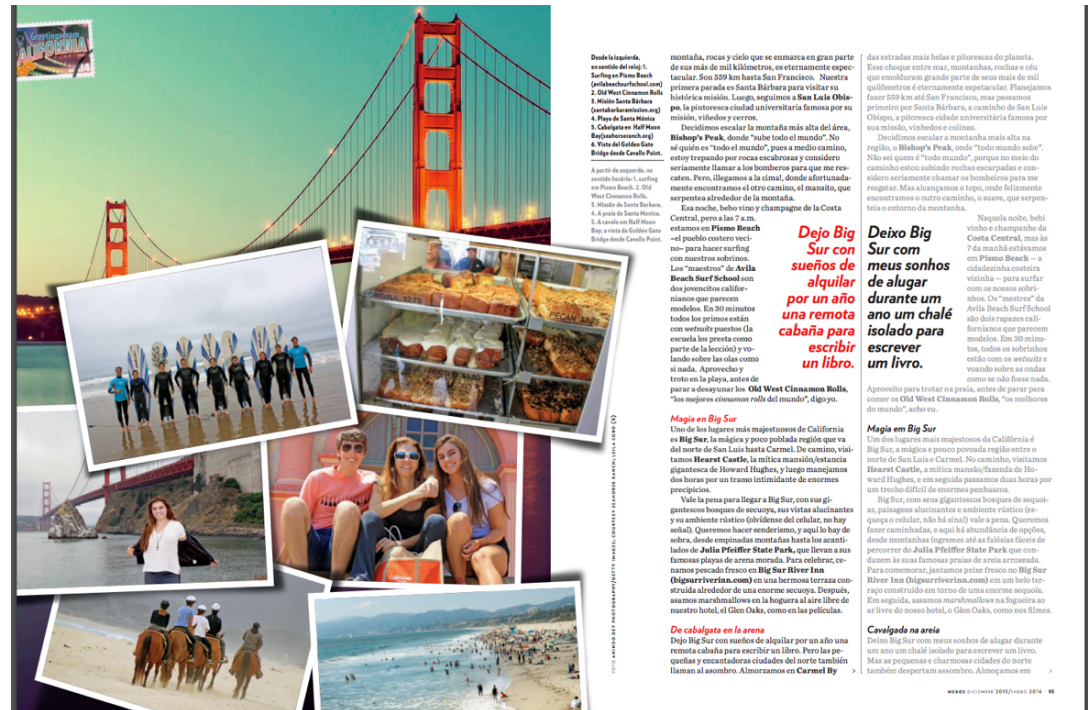 Greetings from
CALIFORNIA
Desde la izquierda,
en sentido del reloj: 1.
Surfing en Pismo Beach
(avilabeachsurfschool.com)
2. Old West Cinnamon Rolls
3. Misión Santa Bárbara
(santabarbaramission.org)
4. Playa de Santa Mónica
5. Cabalgata en Half Moon
Bay(seahorseranch.org)
6. Vista del Golden Gate
Bridge desde Cavallo Point.
A partir da esquerda, no
sentido horário: 1. surfing
em Pismo Beach. 2. Old
West Cinnamon Rolls.
3. Missão de Santa Barbara.
4. A praia de Santa Monica.
5. A cavalo em Half Moon
Bay; a vista da Golden Gate
Bridge desde Cavallo Point.
FOTO ANINDO DEY PHOTOGRAPHY/GETTY IMAGES; COURTESY SEAHORSE RANCH; LEILA COBO (5)
montaña, rocas y cielo que se enmarca en gran parte
de sus más de mil kilómetros, es eternamente espec-
tacular. Son 559 km hasta San Francisco. Nuestra
primera parada es Santa Bárbara para visitar su
histórica misión. Luego, seguimos a San Luis Obis-
po, la pintoresca ciudad universitaria famosa por su
misión, viñedos y cerros.
Decidimos escalar la montaña más alta del área,
Bishop's Peak, donde "sube todo el mundo". No
sé quién es "todo el mundo", pues a medio camino,
estoy trepando por rocas escabrosas y considero
seriamente llamar a los bomberos para que me res-
caten. Pero, illegamos a la cima!, donde afortunada-
mente encontramos el otro camino, el mansito, que
serpentea alrededor de la montaña.
Esa noche, bebo vino y champagne de la Costa
Central, pero a las 7 a.m.
estamos en Pismo Beach
–el pueblo costero veci-
no– para hacer surfing
con nuestros sobrinos.
Los "maestros" de Avila
Beach Surf School son
dos jovencitos califor-
nianos que parecen
modelos. En 30 minutos
todos los primos están
con wetsuits puestos (la
escuela los presta como
parte de la lección) y vo-
lando sobre las olas como
si nada. Aprovecho y
troto en la playa, antes de
parar a desayunar los Old West Cinnamon Rolls,
"los mejores cinnamon rolls del mundo", digo yo.
Magia en Big Sur
Uno de los lugares más majestuosos de California
es Big Sur, la mágica y poco poblada región que va
del norte de San Luis hasta Carmel. De camino, visi-
tamos Hearst Castle, la mítica mansión/estancia
gigantesca de Howard Hughes, y luego manejamos
dos horas por un tramo intimidante de enormes
precipicios.
Vale la pena para llegar a Big Sur, con sus gi-
gantescos bosques de secuoya, sus vistas alucinantes
y su ambiente rústico (olvídense del celular, no hay
señal). Queremos hacer senderismo, y aquí lo hay de
sobra, desde empinadas montañas hasta los acanti-
lados de Julia Pfeiffer State Park, que llevan a sus
famosas playas de arena morada. Para celebrar, ce-
namos pescado fresco en Big Sur River Inn
(bigsurriverinn.com) en una hermosa terraza con-
struida alrededor de una enorme secuoya. Después,
asamos marshmallows en la hoguera al aire libre de
nuestro hotel, el Glen Oaks, como en las películas.
De cabalgata en la arena
Dejo Big Sur con sueños de alquilar por un año una
remota cabaña para escribir un libro. Pero las pe-
queñas y encantadoras ciudades del norte también
llaman al asombro. Almorzamos en Carmel By >
Dejo Big
Sur con
sueños de
alquilar
por un año
una remota
cabaña para
escribir
un libro.
Deixo Big
Sur com
meus sonhos
de alugar
durante um
ano um chalé
isolado para
escrever
um livro.
das estradas mais belas e pitorescas do planeta.
Esse choque entre mar, montanhas, rochas e céu
que emolduram grande parte de seus mais de mil
quilômetros é eternamente espetacular. Planejamos
fazer 559 km até San Francisco, mas passamos
primeiro por Santa Bárbara, a caminho de San Luis
Obispo, a pitoresca cidade universitária famosa por
sua missão, vinhedos e colinas.
Decidimos escalar a montanha mais alta na
região, o Bishop's Peak, onde "todo mundo sobe".
Não sei quem é "todo mundo", porque no meio do
caminho estou subindo rochas escarpadas e con-
sidero seriamente chamar os bombeiros para me
resgatar. Mas alcançamos o topo, onde felizmente
encontramos o outro caminho, o suave, que serpen-
teia o entorno da montanha.
Naquela noite, bebi
vinho e champanhe da
Costa Central, mas às
7 da manhã estávamos
em Pismo Beach — a
cidadezinha costeira
vizinha — para surfar
com os nossos sobri-
nhos. Os "mestres" da
Avila Beach Surf School
são dois rapazes cali-
fornianos que parecem
modelos. Em 30 minu-
tos, todos os sobrinhos
estão com os wetsuits e
voando sobre as ondas
como se não fosse nada.
Aproveito para trotar na praia, antes de parar para
comer os Old West Cinnamon Rolls, "os melhores
do mundo", acho eu.
Magia em Big Sur
Um dos lugares mais majestosos da Califórnia é
Big Sur, a mágica e pouco povoada região entre o
norte de San Luis e Carmel. No caminho, visitamos
Hearst Castle, a mítica mansão/fazenda de Ho-
ward Hughes, e em seguida passamos duas horas por
um trecho difícil de enormes penhascos.
Big Sur, com seus gigantescos bosques de sequoi-
as, paisagens alucinantes e ambiente rústico (es-
queça o celular, não há sinal) vale a pena. Queremos
fazer caminhadas, e aqui há abundância de opções,
desde montanhas íngremes até as falésias fáceis de
percorrer do Julia Pfeiffer State Park que con-
duzem às suas famosas praias de areia arroxeada.
Para comemorar, jantamos peixe fresco no Big Sur
River Inn (bigsurriverinn.com) em um belo ter-
raço construído em torno de uma enorme sequoia.
Em seguida, assamos marshmallows na fogueira ao
ar livre do nosso hotel, o Glen Oaks, como nos filmes.
Cavalgada na areia
Deixo Big Sur com meus sonhos de alugar durante
um ano um chalé isolado para escrever um livro.
Mas as pequenas e charmosas cidades do norte
também despertam assombro. Almoçamos em >
NEXOS DICIEMBRE 2015/ENERO 2016 95